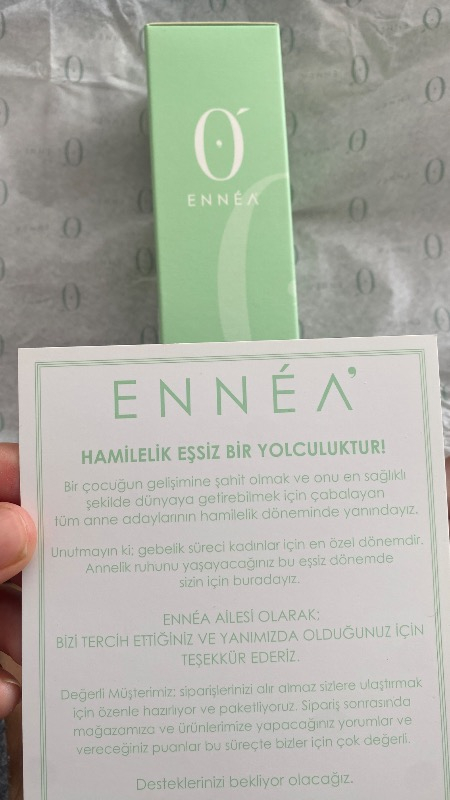 ENNÉA
ENNÉA’
HAMİLELİK EŞSİZ BİR YOLCULUKTUR!
Bir çocuğun gelişimine şahit olmak ve onu en sağlıklı
şekilde dünyaya getirebilmek için çabalayan
tüm anne adaylarının hamilelik döneminde yanındayız.
Unutmayın ki; gebelik süreci kadınlar için en özel dönemdir.
Annelik ruhunu yaşayacağınız bu eşsiz dönemde
sizin için buradayız.
ENNÉA AİLESİ OLARAK;
BİZİ TERCİH ETTİĞİNİZ VE YANIMIZDA OLDUĞUNUZ İÇİN
TEŞEKKÜR EDERİZ.
Değerli Müşterimiz; siparişlerinizi alır almaz sizlere ulaştırmak
için özenle hazırlıyor ve paketliyoruz. Sipariş sonrasında
mağazamıza ve ürünlerimize yapacağınız yorumlar ve
vereceğiniz puanlar bu süreçte bizler için çok değerli.
Desteklerinizi bekliyor olacağız.